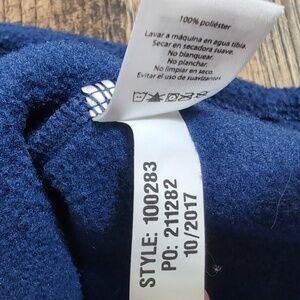 100% poliéster
Lavar a máquina en agua tibia.
Secar en secadora suave.
No blanquear.
No planchar.
No limpiar en seco.
Evitar el uso de suavizantes.
STYLE: 100283
PO: 211282
10/2017